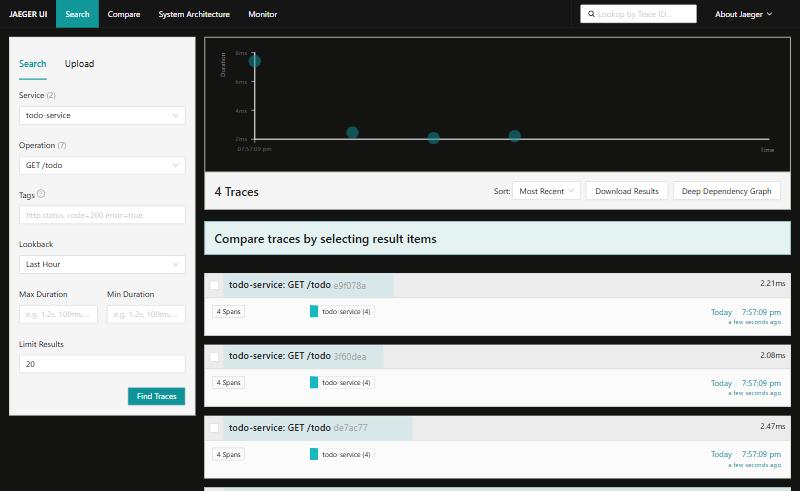 JAEGER UI Search Compare System Architecture Monitor Lookup by Trace ID... About Jaeger
Search Upload
Service (2)
todo-service
Operation (7)
GET /todo
Tags
http.status_code=200 error=true
Lookback
Last Hour
Max Duration Min Duration
e.g. 1.2s, 100ms,... e.g. 1.2s, 100ms,...
Limit Results
20
Find Traces
Duration
8ms
6ms
4ms
2ms
07:57:09 pm
Time
4 Traces Sort: Most Recent Download Results Deep Dependency Graph
Compare traces by selecting result items
todo-service: GET /todo e9f078a 2.21ms
4 Spans todo-service (4) Today 7:57:09 pm
a few seconds ago
todo-service: GET /todo 3f60dea 2.08ms
4 Spans todo-service (4) Today 7:57:09 pm
a few seconds ago
todo-service: GET /todo de7ac77 2.47ms
4 Spans todo-service (4) Today 7:57:09 pm
a few seconds ago